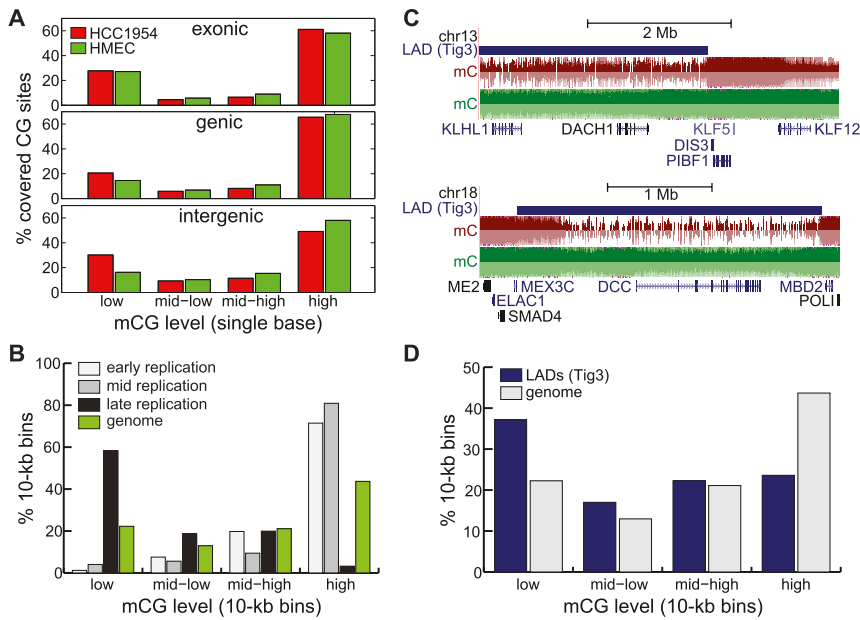 A
HCC1954
HMEC
exonic
genic
intergenic
% covered CG sites
60
40
20
0
60
40
20
0
60
40
20
0
low
mid-low
mid-high
high
mCG level (single base)
B
early replication
mid replication
late replication
genome
% 10-kb bins
100
80
60
40
20
0
low
mid-low
mid-high
high
mCG level (10-kb bins)
C
2 Mb
chr13
LAD (Tig3)
mC
mC
KLHL1
DACH1
KLF5
KLF12
DIS3
PIBF1
1 Mb
chr18
LAD (Tig3)
mC
mC
ME2
MEX3C
DCC
MBD2
ELAC1
POLI
SMAD4
D
LADs (Tig3)
genome
% 10-kb bins
50
40
30
20
10
0
low
mid-low
mid-high
high
mCG level (10-kb bins)